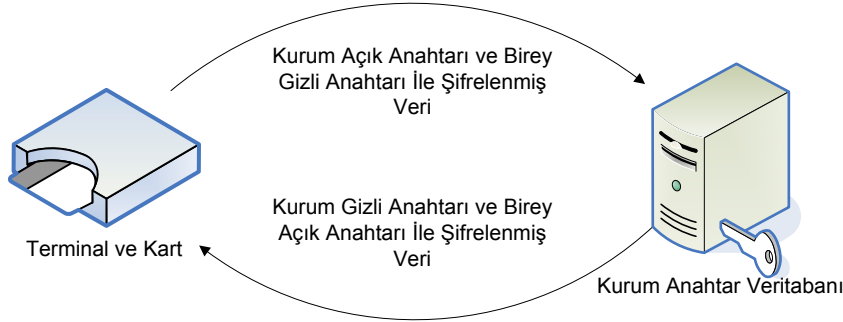 Kurum Açık Anahtarı ve Birey
Gizli Anahtarı İle Şifrelenmiş
Veri
Kurum Gizli Anahtarı ve Birey
Açık Anahtarı İle Şifrelenmiş
Veri
Terminal ve Kart
Kurum Anahtar Veritabanı